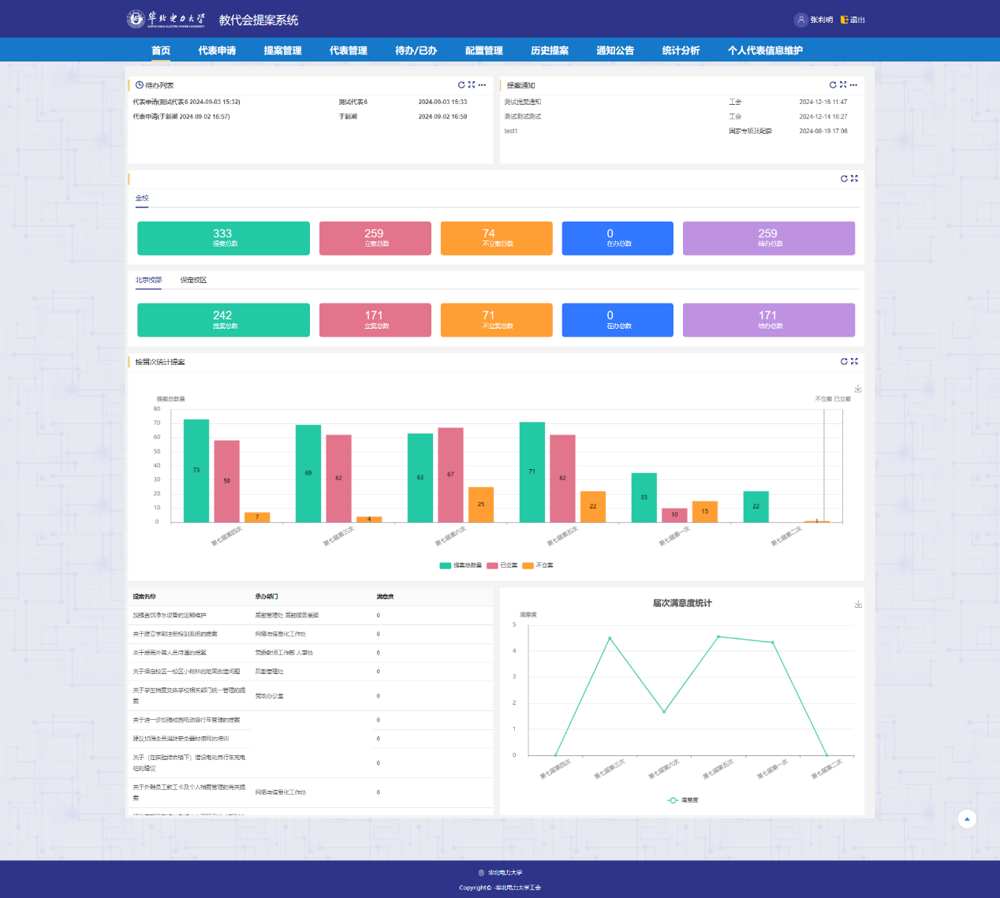 华北电力大学
NORTH CHINA ELECTRIC POWER UNIVERSITY
教代会提案系统
张利明 退出
首页 代表申请 提案管理 代表管理 待办/已办 配置管理 历史提案 通知公告 统计分析 个人代表信息维护
待办列表
代表申请(测试代表6 2024-09-03 15:32) 测试代表6 2024-09-03 15:33
代表申请(于新潮 2024-09-02 16:57) 于新潮 2024-09-02 16:59
提案通知
测试提案通知 工会 2024-12-16 11:47
测试测试测试 工会 2024-12-14 16:27
test1 国家专项及配套 2024-08-19 17:06
全校
333 259 74 0 259
提案总数 立案总数 不立案总数 在办总数 结办总数
北京校部 保定校区
242 171 71 0 171
提案总数 立案总数 不立案总数 在办总数 结办总数
按届次统计提案
提案总数量
不立案 已立案
80
70
60
50
40
30
20
10
0
73 58 7
69 62 4
63 67 25
71 62 22
35 10 15
22 1
第七届第四次 第七届第三次 第七届第六次 第七届第五次 第七届第一次 第七届第二次
提案总数量 已立案 不立案
提案名称 承办部门 满意度
加强直饮净水设备的定期维护 后勤管理处 后勤服务集团 0
关于建立学期注册报到系统的提案 网络与信息化工作处 0
关于提高外聘人员待遇的提案 党委教师工作部 人事处 0
关于保定校区一校区小树林的地面改造问题 后勤管理处 0
关于学生档案交由学校相关部门统一管理的提
案 党政办公室 0
关于进一步加强校园电动自行车管理的提案 0
建议加强全员消防安全器材使用的培训 0
关于（在实验综合楼下）增设电动自行车充电
桩的建议 0
关于外聘员工教工卡及个人档案管理的有关提
案 网络与信息化工作处 0
届次满意度统计
满意度
5
4
3
2
1
0
第七届第四次 第七届第三次 第七届第六次 第七届第五次 第七届第一次 第七届第二次
满意度
华北电力大学
Copyright© -华北电力大学工会